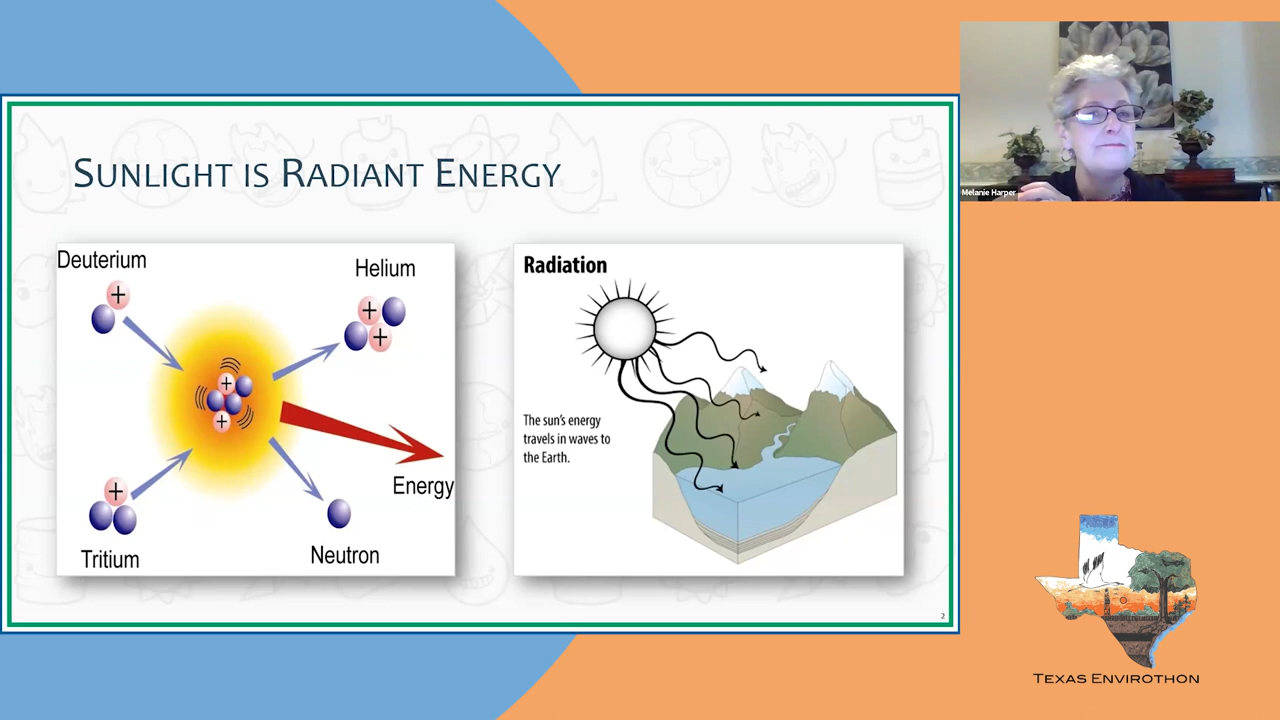 SUNLIGHT IS RADIANT ENERGY
Deuterium
Helium
+
+
+
+
+
+
Energy
Tritium
Neutron
Radiation
The sun's energy
travels in waves to
the Earth.
2
Melanie Harper
TEXAS ENVIROTHON